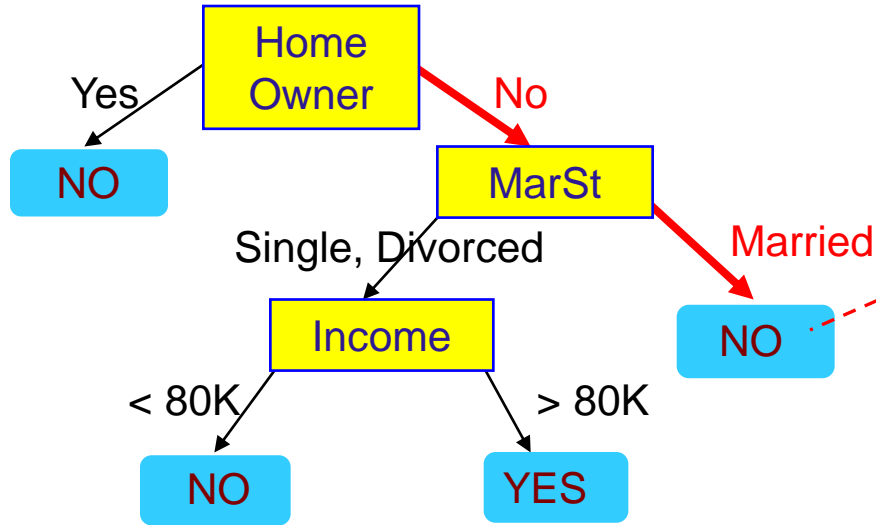 Home
Owner
Yes
No
NO
MarSt
Single, Divorced
Married
Income
NO
< 80K
> 80K
NO
YES